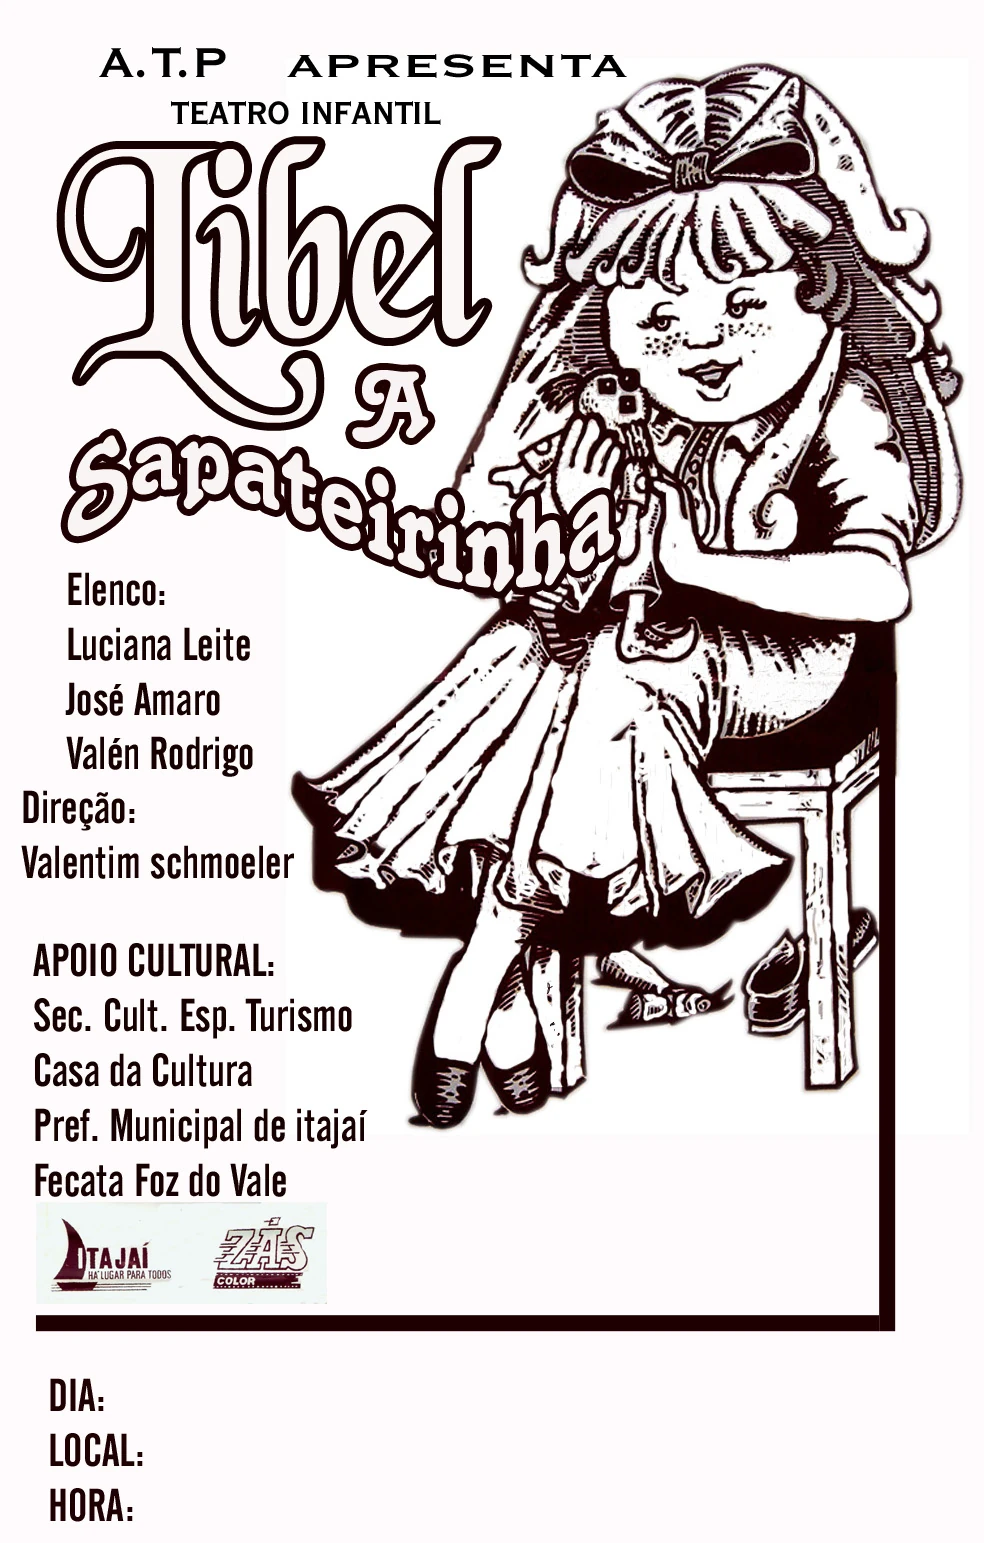 A.T.P APRESENTA
TEATRO INFANTIL
Libel
A
Sapateirinha
Elenco:
Luciana Leite
José Amaro
Valén Rodrigo
Direção:
Valentim schmoeler
APOIO CULTURAL:
Sec. Cult. Esp. Turismo
Casa da Cultura
Pref. Municipal de itajaí
Fecata Foz do Vale
ITAJAÍ
HÁ LUGAR PARA TODOS
ZÁS
COLOR
DIA:
LOCAL:
HORA: